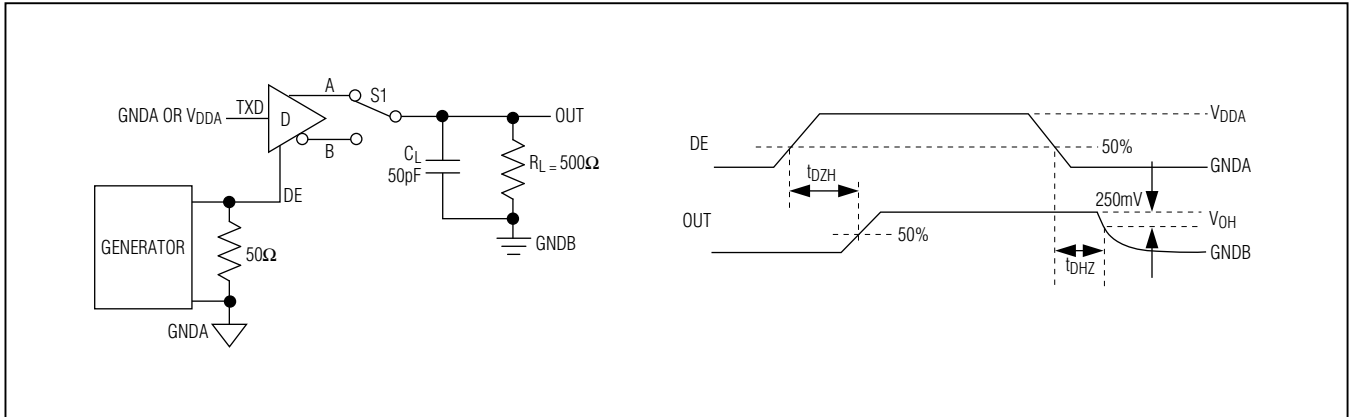 A
S1
GNDA OR VDDA
TXD
D
OUT
B
CL
50pF
RL = 500Ω
DE
GENERATOR
50Ω
GNDB
GNDA
VDDA
DE
50%
GNDA
tDZH
250mV
OUT
VOH
50%
GNDB
tDHZ